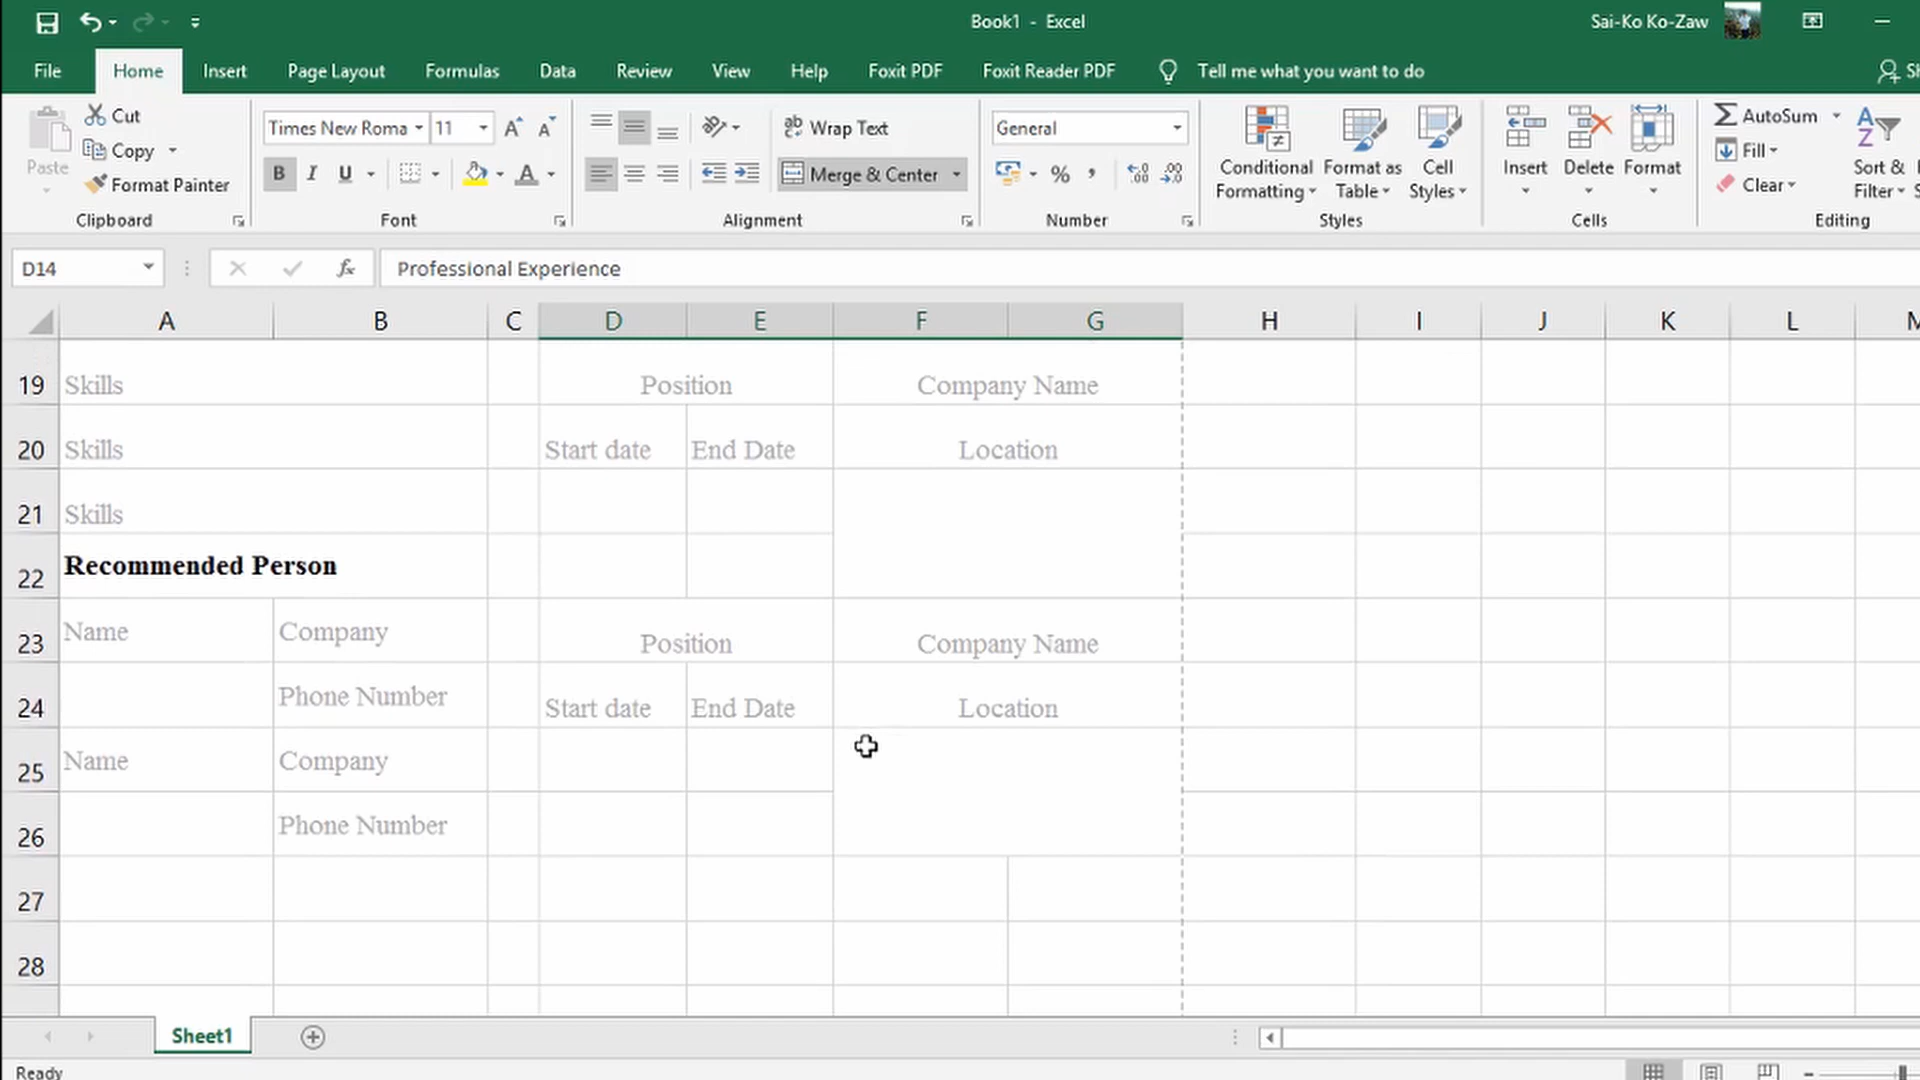 Book1 - Excel
Sai-Ko Ko-Zaw
File Home Insert Page Layout Formulas Data Review View Help Foxit PDF Foxit Reader PDF Tell me what you want to do
Paste
Cut
Copy
Format Painter
Clipboard
Times New Roma 11
B I U
Font
Wrap Text
Merge & Center
Alignment
General
%
Number
Conditional Formatting
Format as Table
Cell Styles
Styles
Insert
Delete
Format
Cells
AutoSum
Fill
Clear
Sort &
Filter
Editing
D14 fx Professional Experience
A B C D E F G H I J K L M
19 Skills Position Company Name
20 Skills Start date End Date Location
21 Skills
22 Recommended Person
23 Name Company Position Company Name
24 Phone Number Start date End Date Location
25 Name Company
26 Phone Number
27
28
Sheet1
Ready